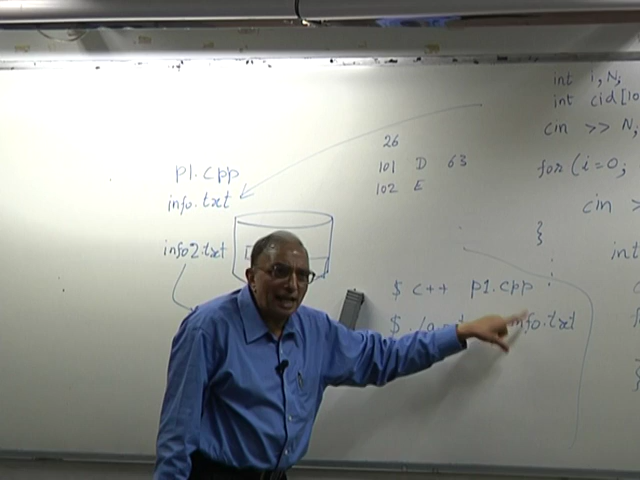 p1.cpp
info.txt
info2.txt
26
101 D 63
102 E
$ c++ p1.cpp
$ ./a.out info.txt
int i, N;
int cid[10
cin >> N,
for (i=0;
cin >
}
int